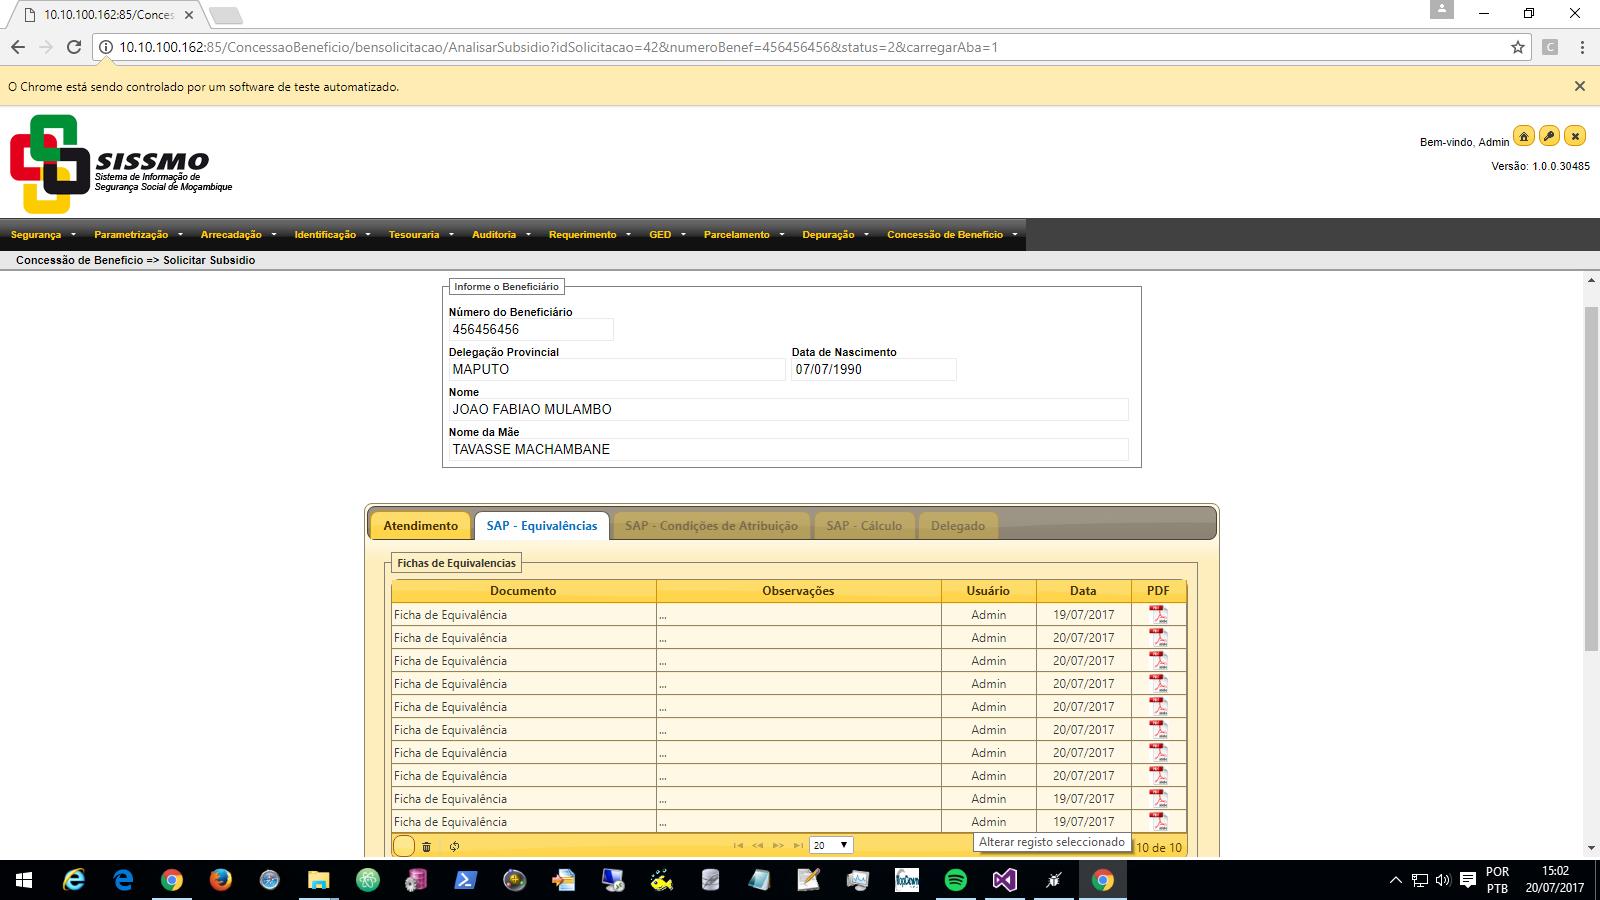 10.10.100.162:85/Conces
10.10.100.162:85/ConcessaoBeneficio/bensolicitacao/AnalisarSubsidio?idSolicitacao=42&numeroBenef=456456456&status=2&carregarAba=1
C
O Chrome está sendo controlado por um software de teste automatizado.
SISSMO
Sistema de Informação de
Segurança Social de Moçambique
Bem-vindo, Admin
Versão: 1.0.0.30485
Segurança Parametrização Arrecadação Identificação Tesouraria Auditoria Requerimento GED Parcelamento Depuração Concessão de Beneficio
Concessão de Beneficio => Solicitar Subsidio
Informe o Beneficiário
Número do Beneficiário
456456456
Delegação Provincial Data de Nascimento
MAPUTO 07/07/1990
Nome
JOAO FABIAO MULAMBO
Nome da Mãe
TAVASSE MACHAMBANE
Atendimento SAP - Equivalências SAP - Condições de Atribuição SAP - Cálculo Delegado
Fichas de Equivalencias
Documento Observações Usuário Data PDF
Ficha de Equivalência ... Admin 19/07/2017
Ficha de Equivalência ... Admin 20/07/2017
Ficha de Equivalência ... Admin 20/07/2017
Ficha de Equivalência ... Admin 20/07/2017
Ficha de Equivalência ... Admin 20/07/2017
Ficha de Equivalência ... Admin 20/07/2017
Ficha de Equivalência ... Admin 20/07/2017
Ficha de Equivalência ... Admin 20/07/2017
Ficha de Equivalência ... Admin 19/07/2017
Ficha de Equivalência ... Admin 19/07/2017
20 Alterar registo seleccionado 10 de 10
POR 15:02
PTB 20/07/2017